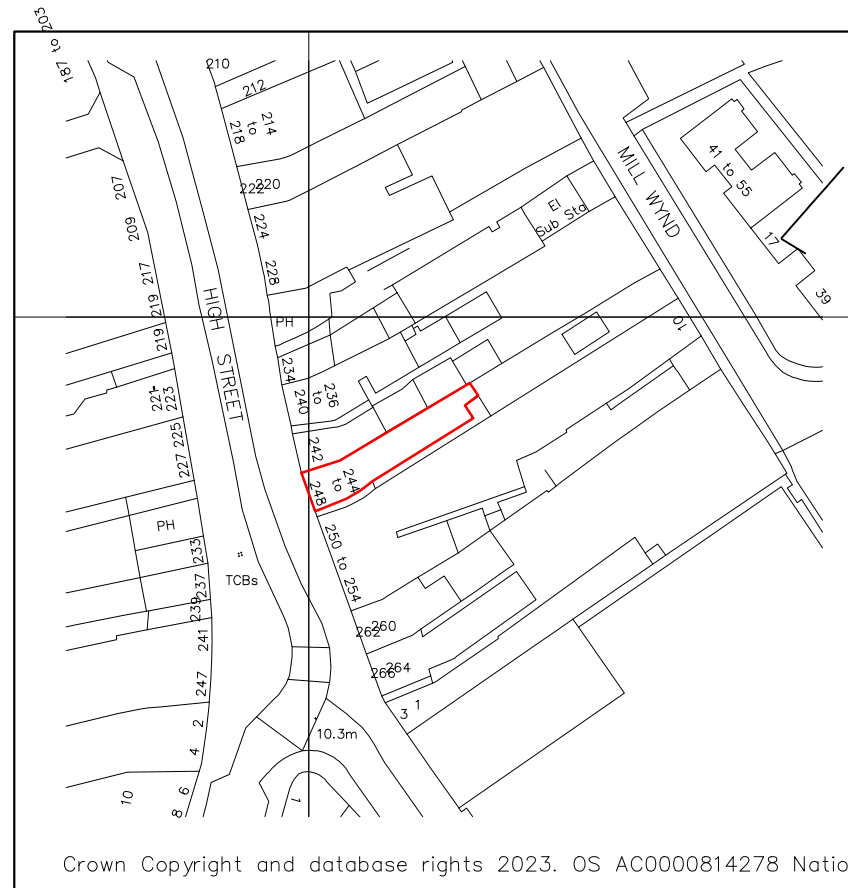 187 to 203
210
212
214
to
218
220
222
224
228
207
209
217
219
219
221
223
225
227
HIGH STREET
PH
234
236
to
240
242
244
to
248
250 to 254
260
262
264
266
1
3
10.3m
PH
233
237
239
241
247
2
4
6
8
10
1
TCBs
El
Sub Sta
MILL WYND
41 to 55
17
39
10
Crown Copyright and database rights 2023. OS AC0000814278 Natio